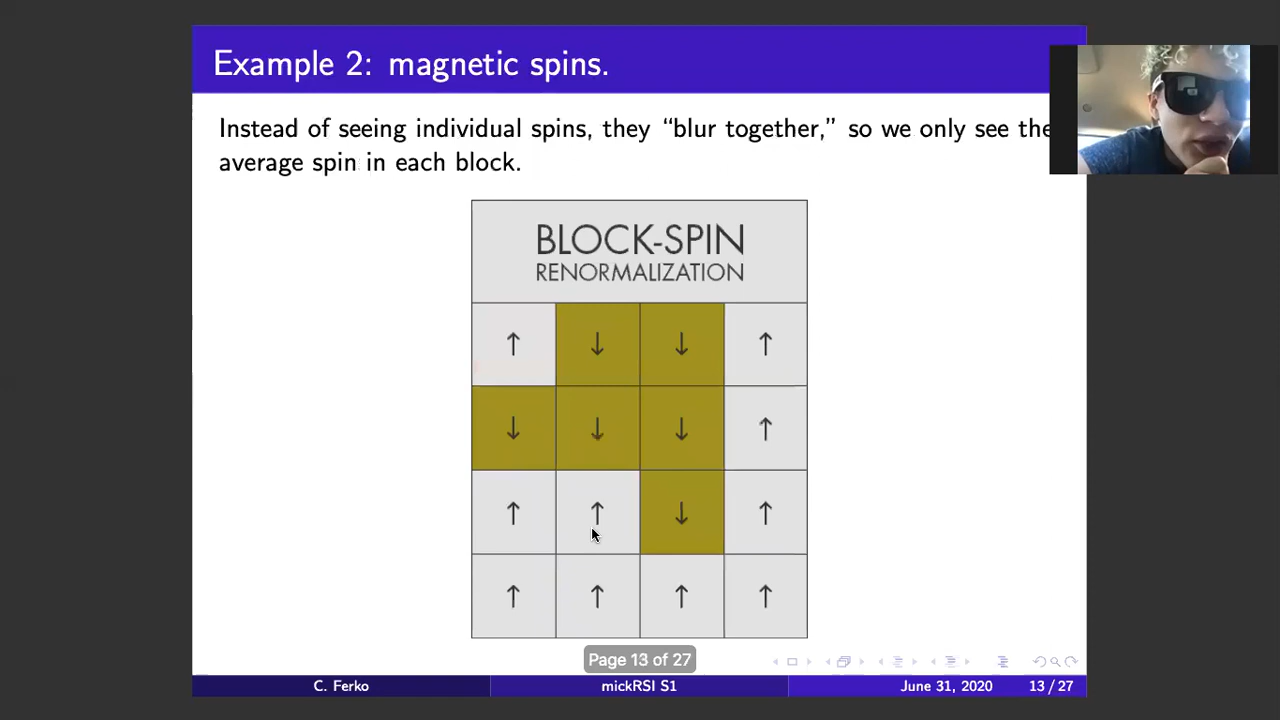 Example 2: magnetic spins.
Instead of seeing individual spins, they “blur together,” so we only see the
average spin in each block.
BLOCK-SPIN
RENORMALIZATION
↑ ↓ ↓ ↑
↓ ↓ ↓ ↑
↑ ↑ ↓ ↑
↑ ↑ ↑ ↑
Page 13 of 27
C. Ferko mickRSI S1 June 31, 2020 13 / 27